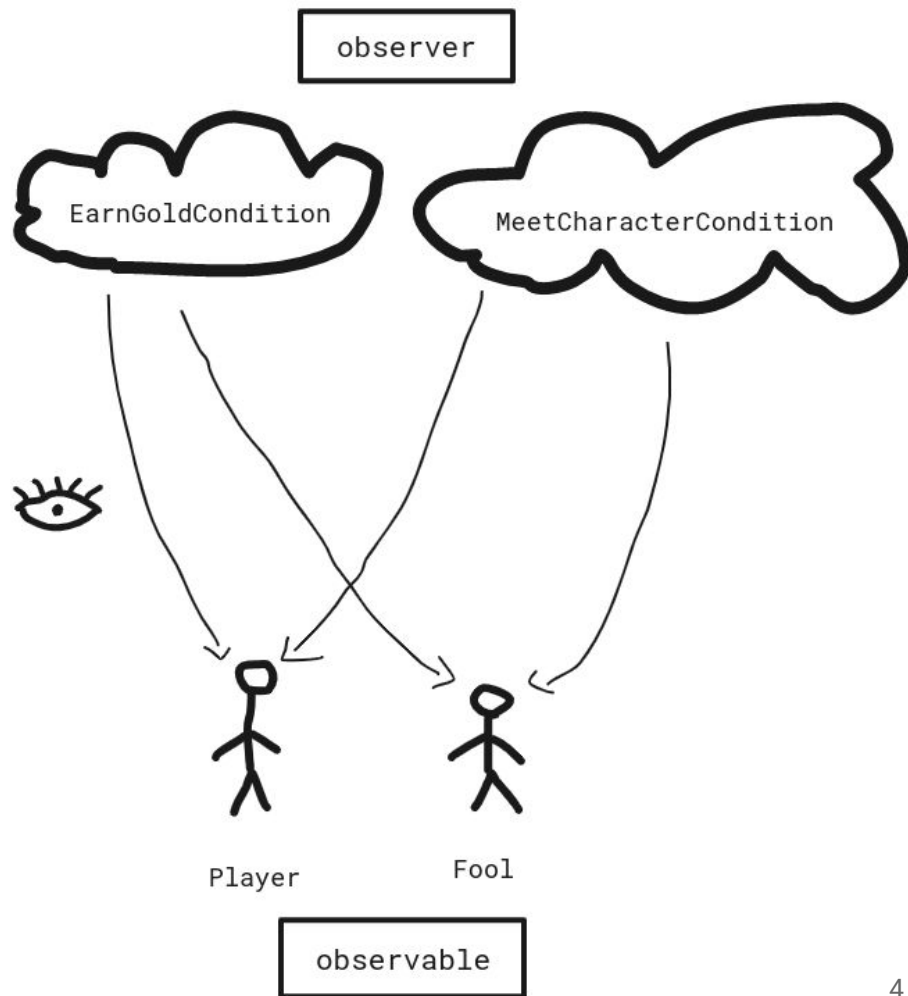 observer
EarnGoldCondition
MeetCharacterCondition
Player
Fool
observable
4